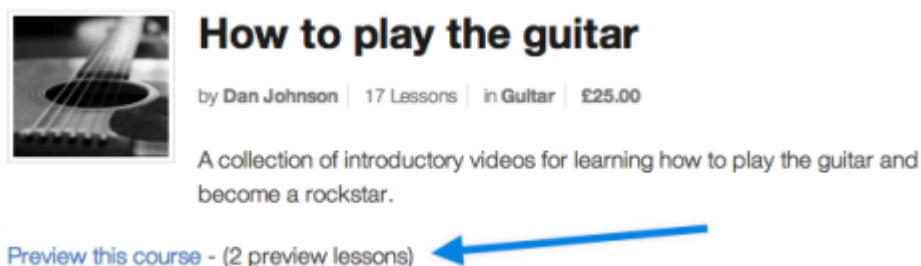 How to play the guitar
by Dan Johnson | 17 Lessons | in Guitar | £25.00
A collection of introductory videos for learning how to play the guitar and
become a rockstar.
Preview this course - (2 preview lessons)